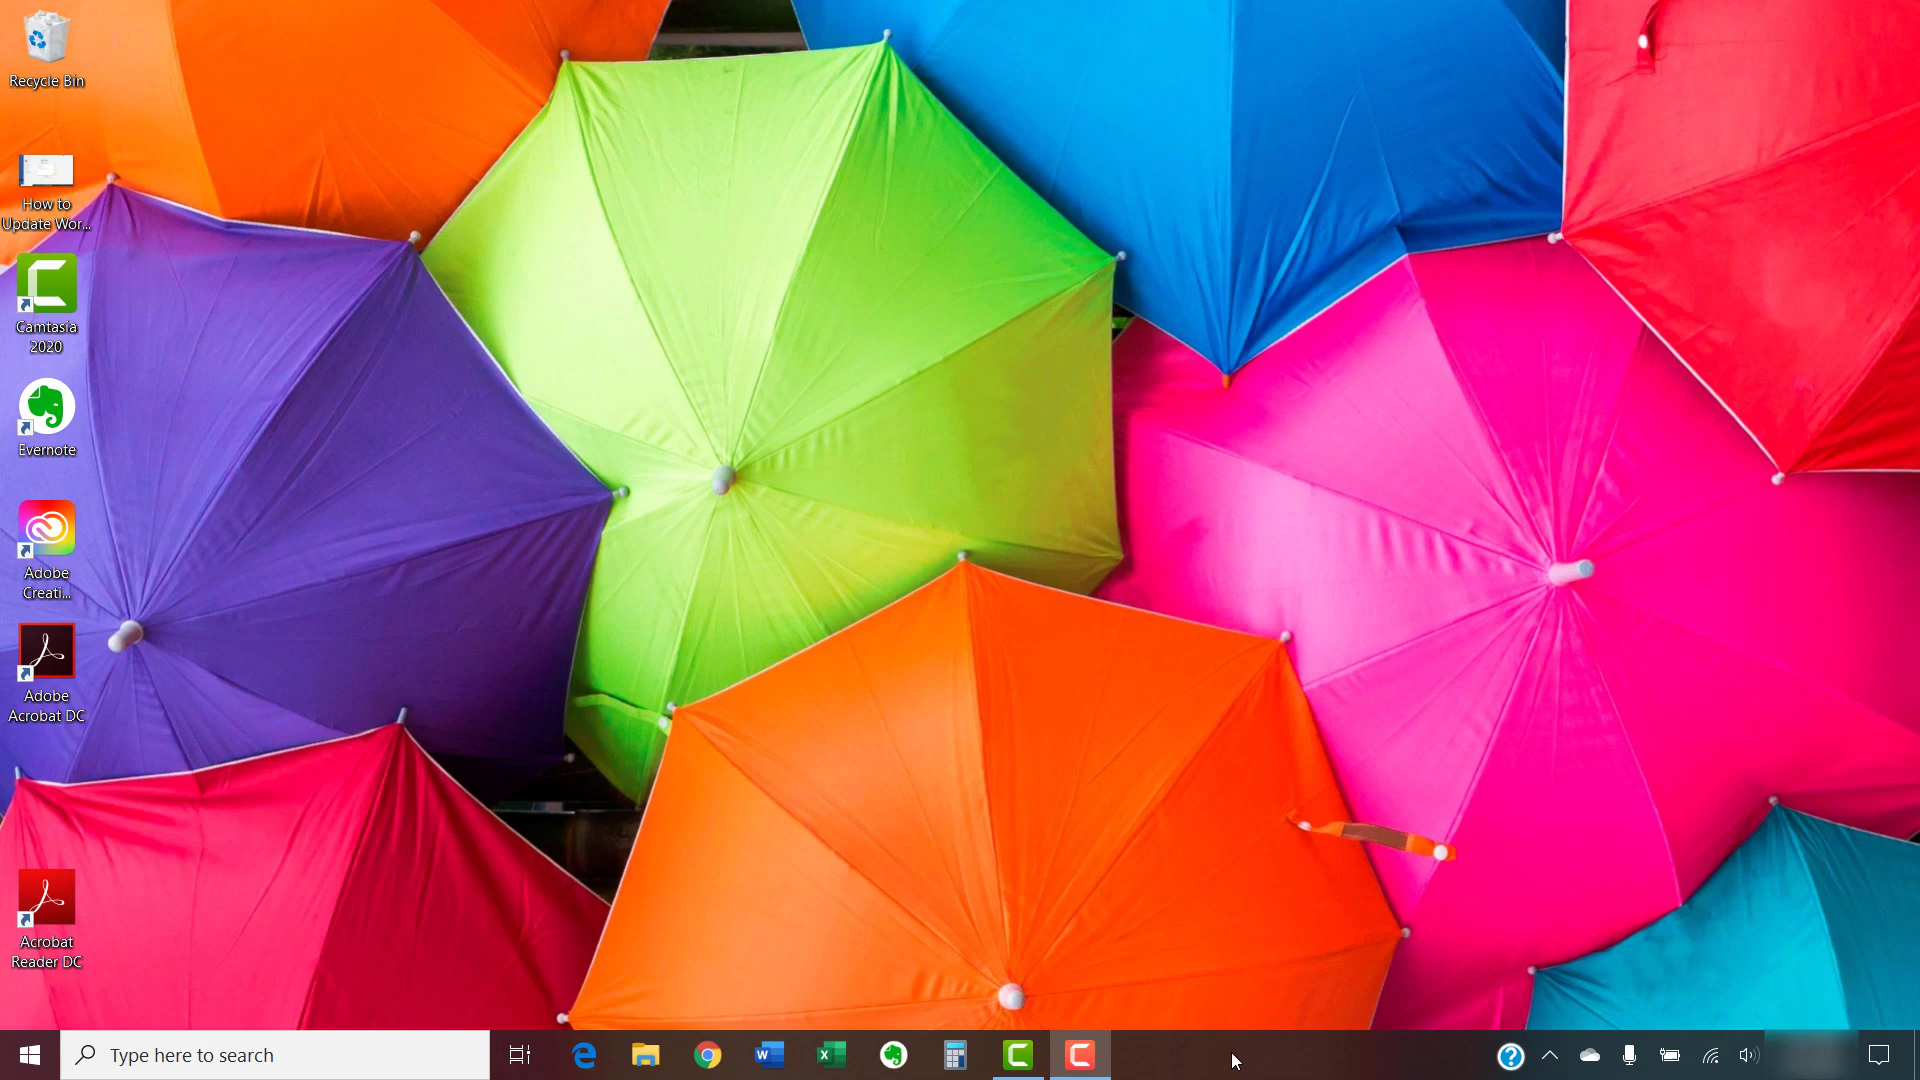 Recycle Bin
How to
Update Wor...
Camtasia
2020
Evernote
Adobe
Creati...
Adobe
Acrobat DC
Acrobat
Reader DC
Type here to search